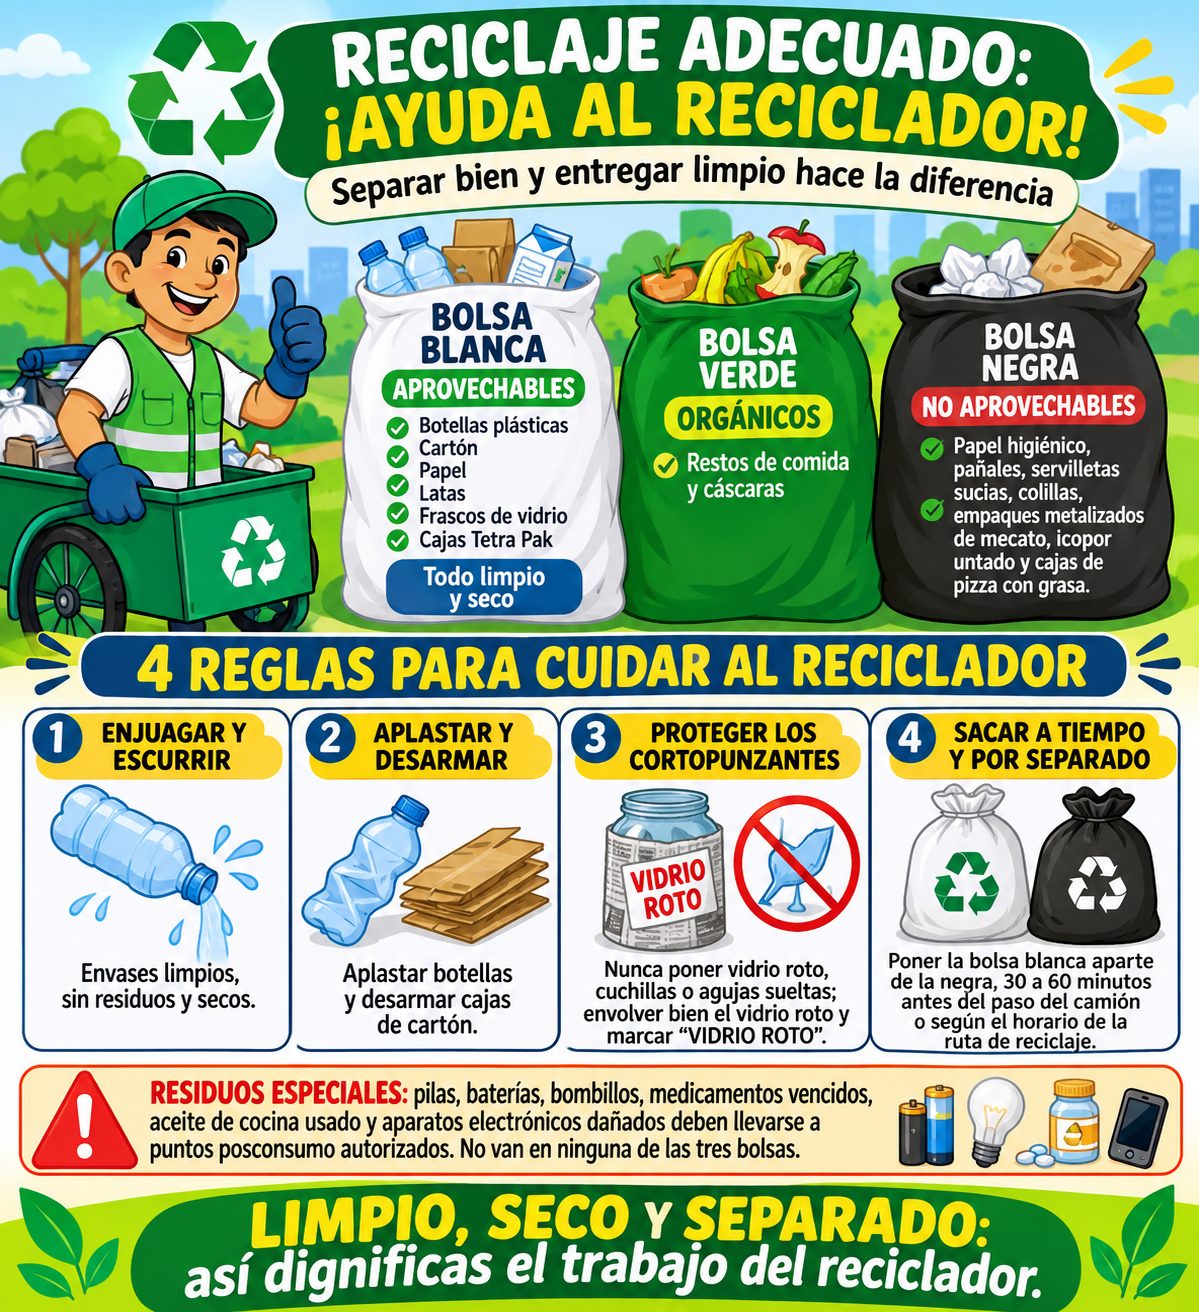 RECICLAJE ADECUADO:
¡AYUDA AL RECICLADOR!
Separar bien y entregar limpio hace la diferencia
BOLSA
BLANCA
APROVECHABLES
Botellas plásticas
Cartón
Papel
Latas
Frascos de vidrio
Cajas Tetra Pak
Todo limpio
y seco
BOLSA
VERDE
ORGÁNICOS
Restos de comida
y cáscaras
BOLSA
NEGRA
NO APROVECHABLES
Papel higiénico,
pañales, servilletas
sucias, colillas,
empaques metalizados
de mecato, icopor
untado y cajas de
pizza con grasa.
4 REGLAS PARA CUIDAR AL RECICLADOR
1 ENJUAGAR Y
ESCURRIR
Envases limpios,
sin residuos y secos.
2 APLASTAR Y
DESARMAR
Aplastar botellas
y desarmar cajas
de cartón.
3 PROTEGER LOS
CORTOPUNZANTES
VIDRIO
ROTO
Nunca poner vidrio roto,
cuchillas o agujas sueltas;
envolver bien el vidrio roto y
marcar “VIDRIO ROTO”.
4 SACAR A TIEMPO
Y POR SEPARADO
Poner la bolsa blanca aparte
de la negra, 30 a 60 minutos
antes del paso del camión
o según el horario de la
ruta de reciclaje.
RESIDUOS ESPECIALES: pilas, baterías, bombillos, medicamentos vencidos,
aceite de cocina usado y aparatos electrónicos dañados deben llevarse a
puntos posconsumo autorizados. No van en ninguna de las tres bolsas.
LIMPIO, SECO Y SEPARADO:
así dignificas el trabajo del reciclador.